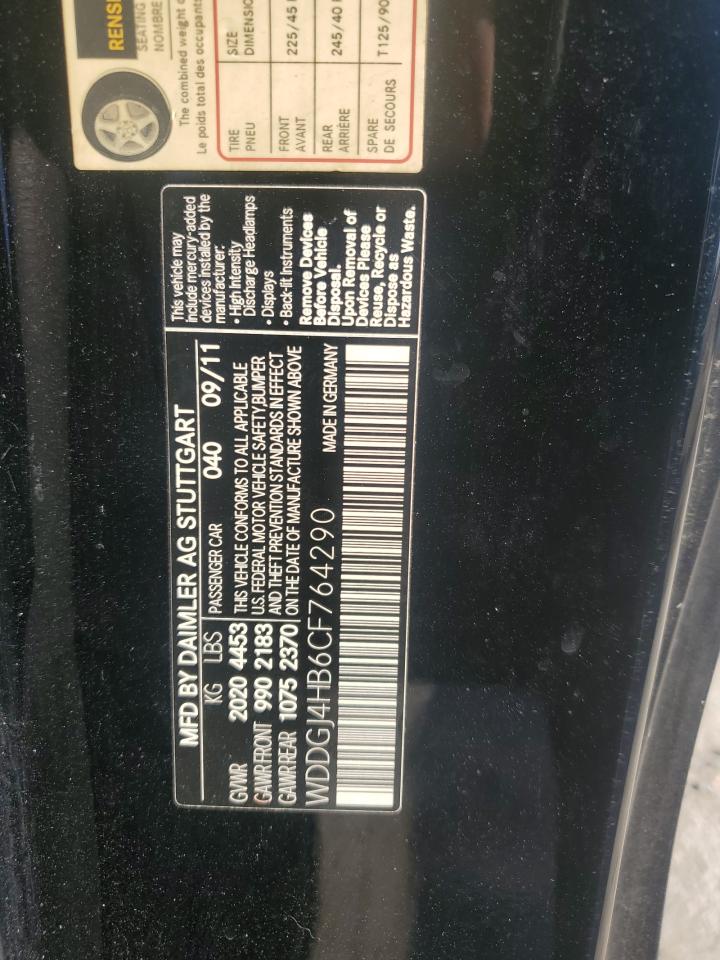 MFD BY DAIMLER AG STUTTGART
KG LBS PASSENGER CAR 040 09/11
GVWR 2020 4453
GAWR FRONT 990 2183
GAWR REAR 1075 2370
THIS VEHICLE CONFORMS TO ALL APPLICABLE
U.S. FEDERAL MOTOR VEHICLE SAFETY BUMPER
AND THEFT PREVENTION STANDARDS IN EFFECT
ON THE DATE OF MANUFACTURE SHOWN ABOVE
WDDGJ4HB6CF764290
MADE IN GERMANY
This vehicle may
include mercury-added
devices installed by the
manufacturer:
• High Intensity
Discharge Headlamps
• Displays
• Back-lit Instruments
Remove Devices
Before Vehicle
Disposal.
Upon Removal of
Devices Please
Reuse, Recycle or
Dispose as
Hazardous Waste.
SEATING
NOMBRE
The combined weight
Le poids total des occupants
TIRE SIZE
PNEU
FRONT 225/45
AVANT
REAR 245/40
ARRIÈRE
SPARE T125/90
DE SECOURS